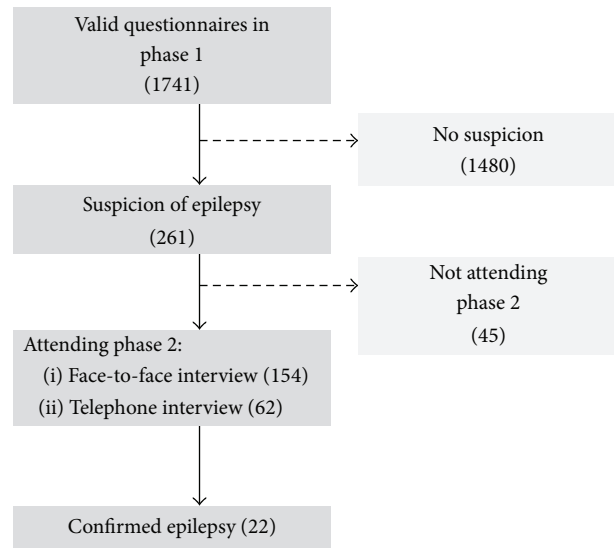 Valid questionnaires in
phase 1
(1741)
No suspicion
(1480)
Suspicion of epilepsy
(261)
Not attending
phase 2
(45)
Attending phase 2:
(i) Face-to-face interview (154)
(ii) Telephone interview (62)
Confirmed epilepsy (22)